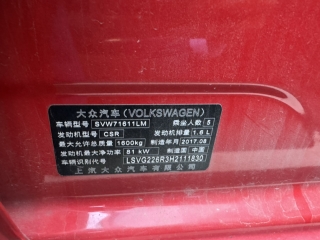 大众汽车(VOLKSWAGEN)
车辆型号 SVW71611LM 乘坐人数 5
发动机型号 CSR 发动机排量 1.6 L
最大允许总质量 1600kg 制造年月 2017.08
发动机最大净功率 81 kW 制造国 中国
车辆识别代号 LSVG226R3H2111830
上汽大众汽车有限公司